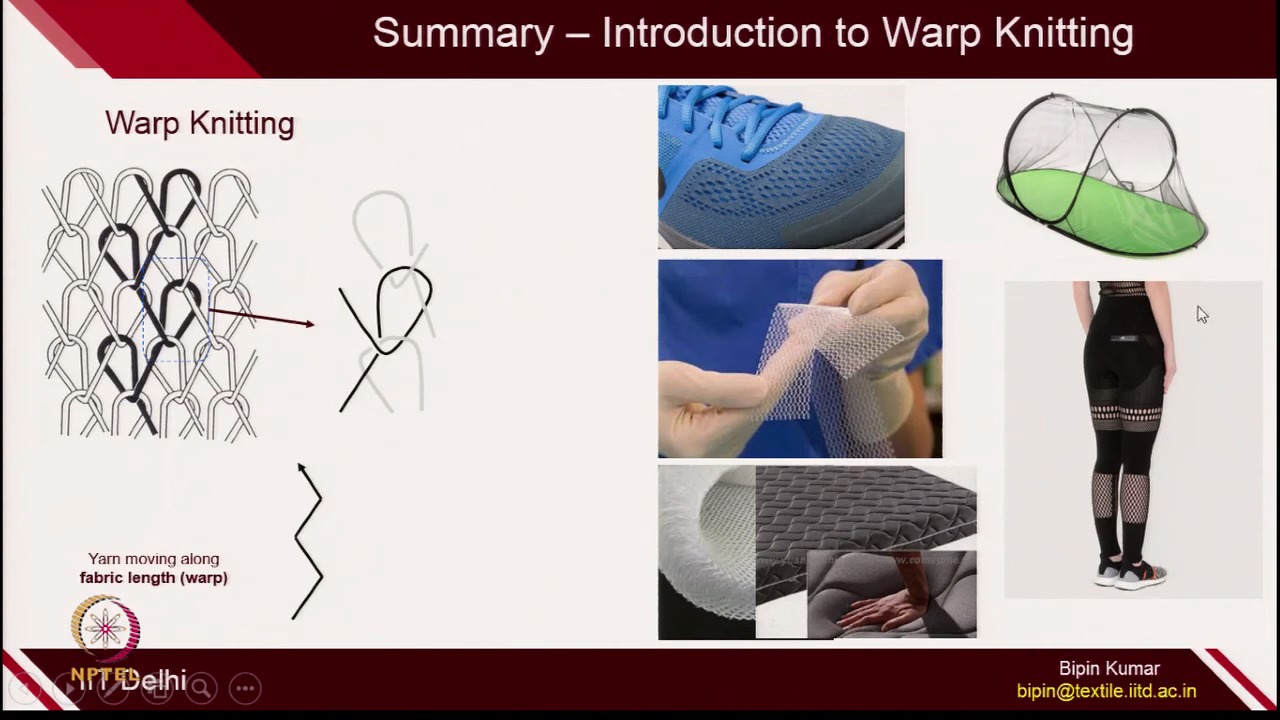 Summary – Introduction to Warp Knitting
Warp Knitting
Yarn moving along
fabric length (warp)
NPTEL
IIT Delhi
Bipin Kumar
bipin@textile.iitd.ac.in